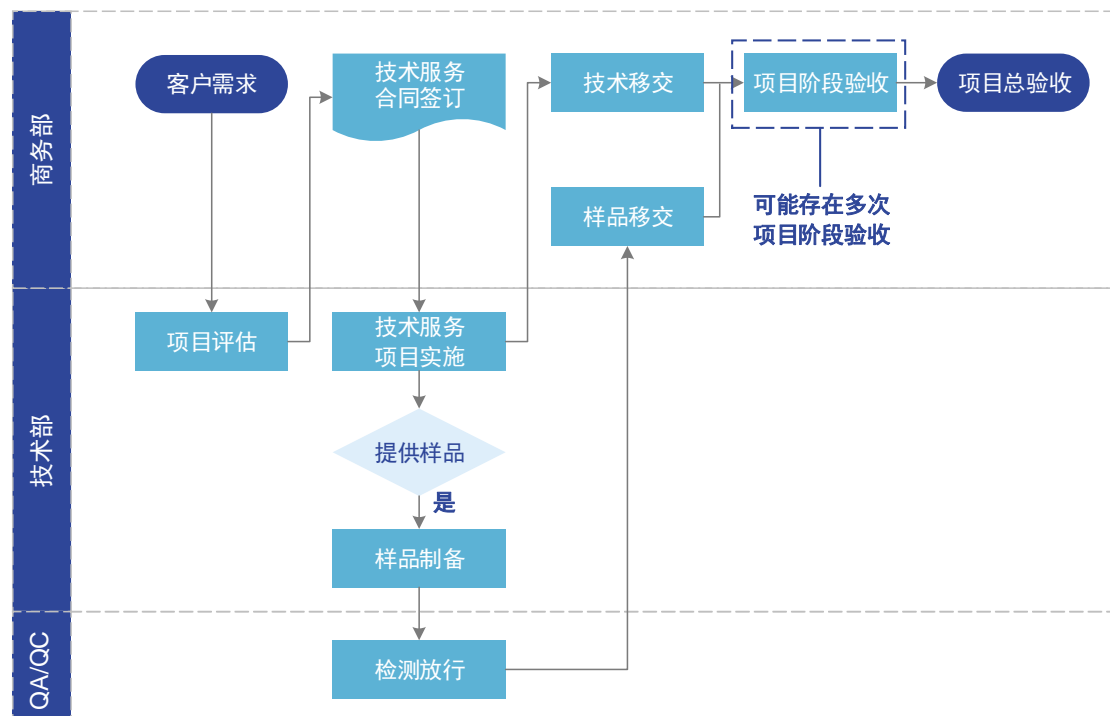 商务部
客户需求
技术服务
合同签订
技术移交
项目阶段验收
项目总验收
样品移交
可能存在多次
项目阶段验收
技术部
项目评估
技术服务
项目实施
提供样品
是
样品制备
QA/QC
检测放行